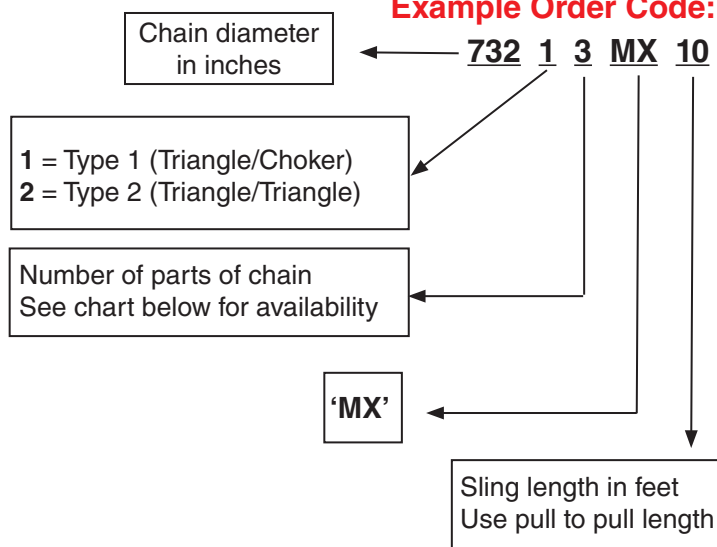 Example Order Code:
732 1 3 MX 10
Chain diameter
in inches
1 = Type 1 (Triangle/Choker)
2 = Type 2 (Triangle/Triangle)
Number of parts of chain
See chart below for availability
‘MX’
Sling length in feet
Use pull to pull length